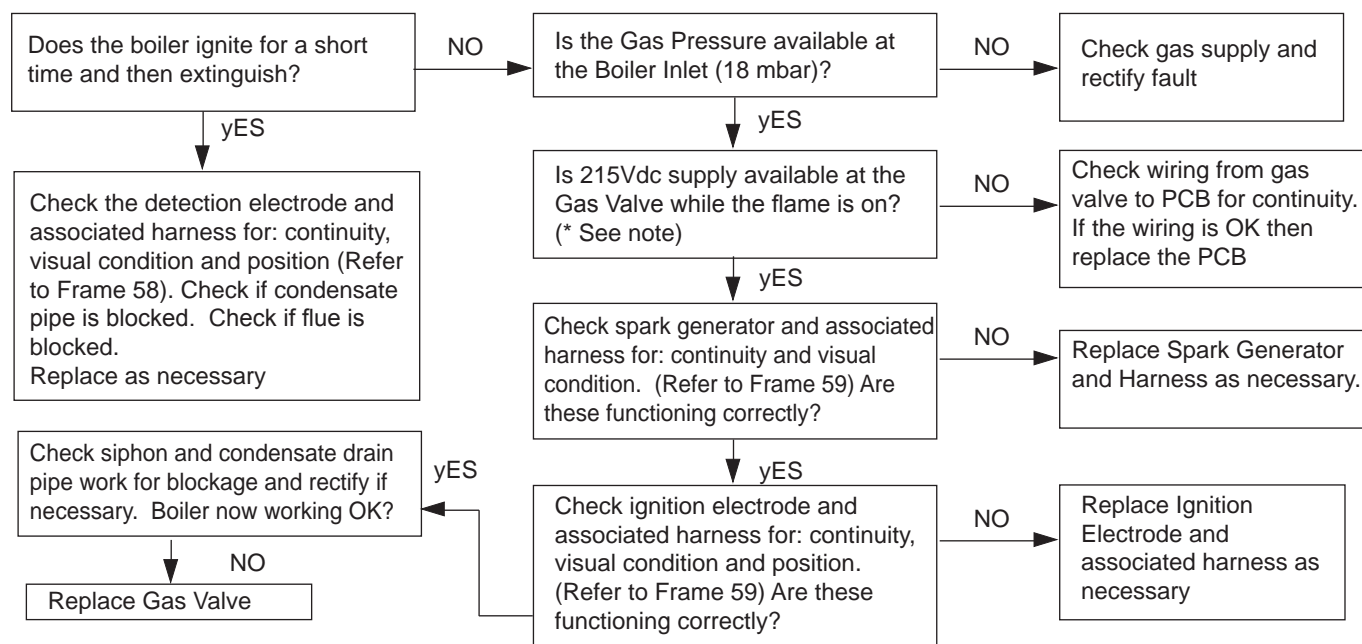 Does the boiler ignite for a short
time and then extinguish?
NO
Is the Gas Pressure available at
the Boiler Inlet (18 mbar)?
NO
Check gas supply and
rectify fault
yES
yES
Check the detection electrode and
associated harness for: continuity,
visual condition and position (Refer
to Frame 58). Check if condensate
pipe is blocked.  Check if flue is
blocked.
Replace as necessary
Is 215Vdc supply available at the
Gas Valve while the flame is on?
(* See note)
NO
Check wiring from gas
valve to PCB for continuity.
If the wiring is OK then
replace the PCB
yES
Check spark generator and associated
harness for: continuity and visual
condition.  (Refer to Frame 59) Are
these functioning correctly?
NO
Replace Spark Generator
and Harness as necessary.
yES
Check ignition electrode and
associated harness for: continuity,
visual condition and position.
(Refer to Frame 59) Are these
functioning correctly?
NO
Replace Ignition
Electrode and
associated harness as
necessary
yES
Check siphon and condensate drain
pipe work for blockage and rectify if
necessary.  Boiler now working OK?
NO
Replace Gas Valve